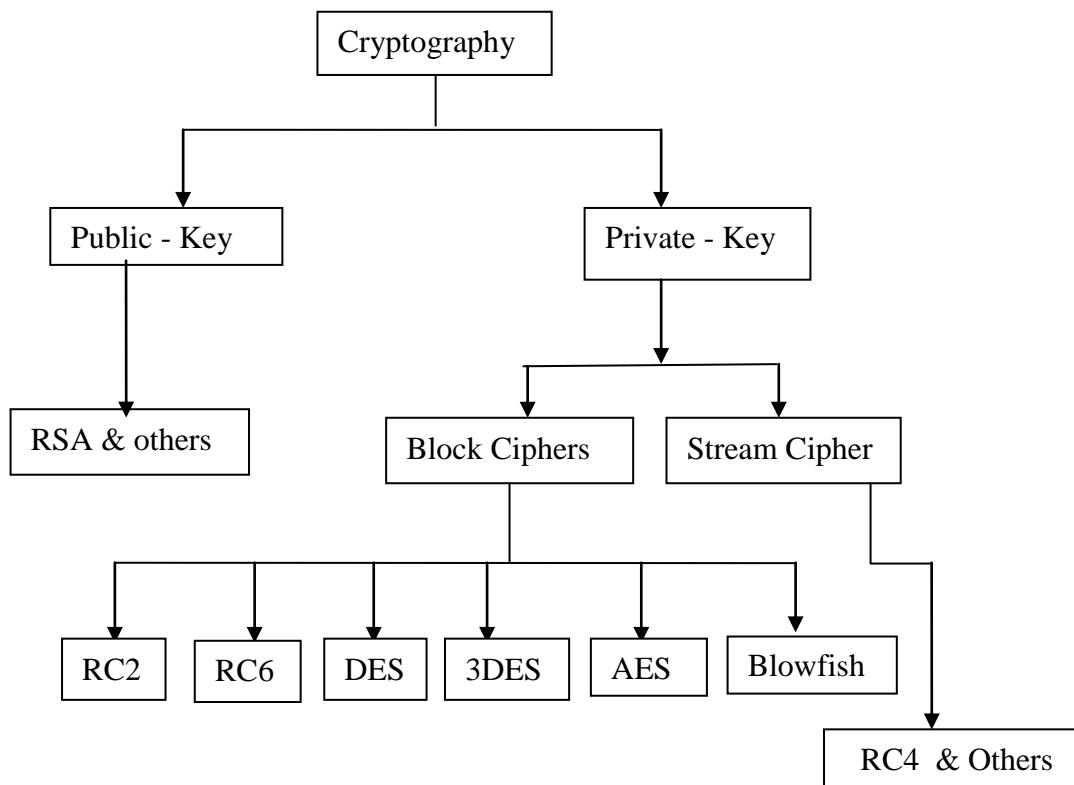 Cryptography
Public - Key
Private - Key
RSA & others
Block Ciphers
Stream Cipher
RC2
RC6
DES
3DES
AES
Blowfish
RC4 & Others